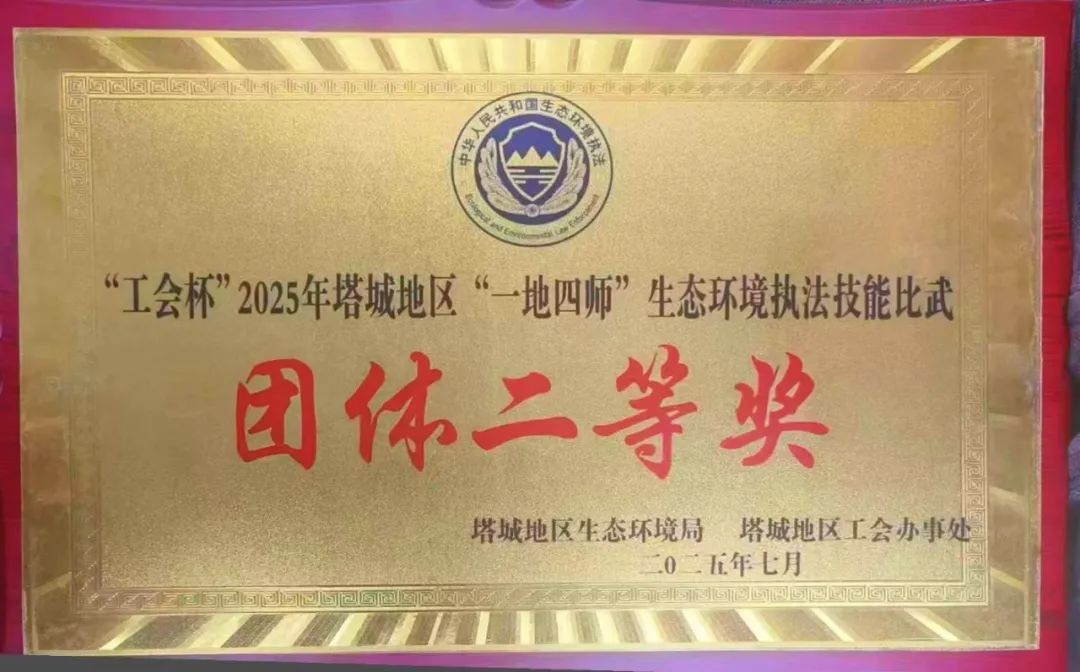 中华人民共和国生态环境执法
Ecological and Environmental Law Enforcement
“工会杯”2025年塔城地区“一地四师”生态环境执法技能比武
团体二等奖
塔城地区生态环境局 塔城地区工会办事处
二0二五年七月